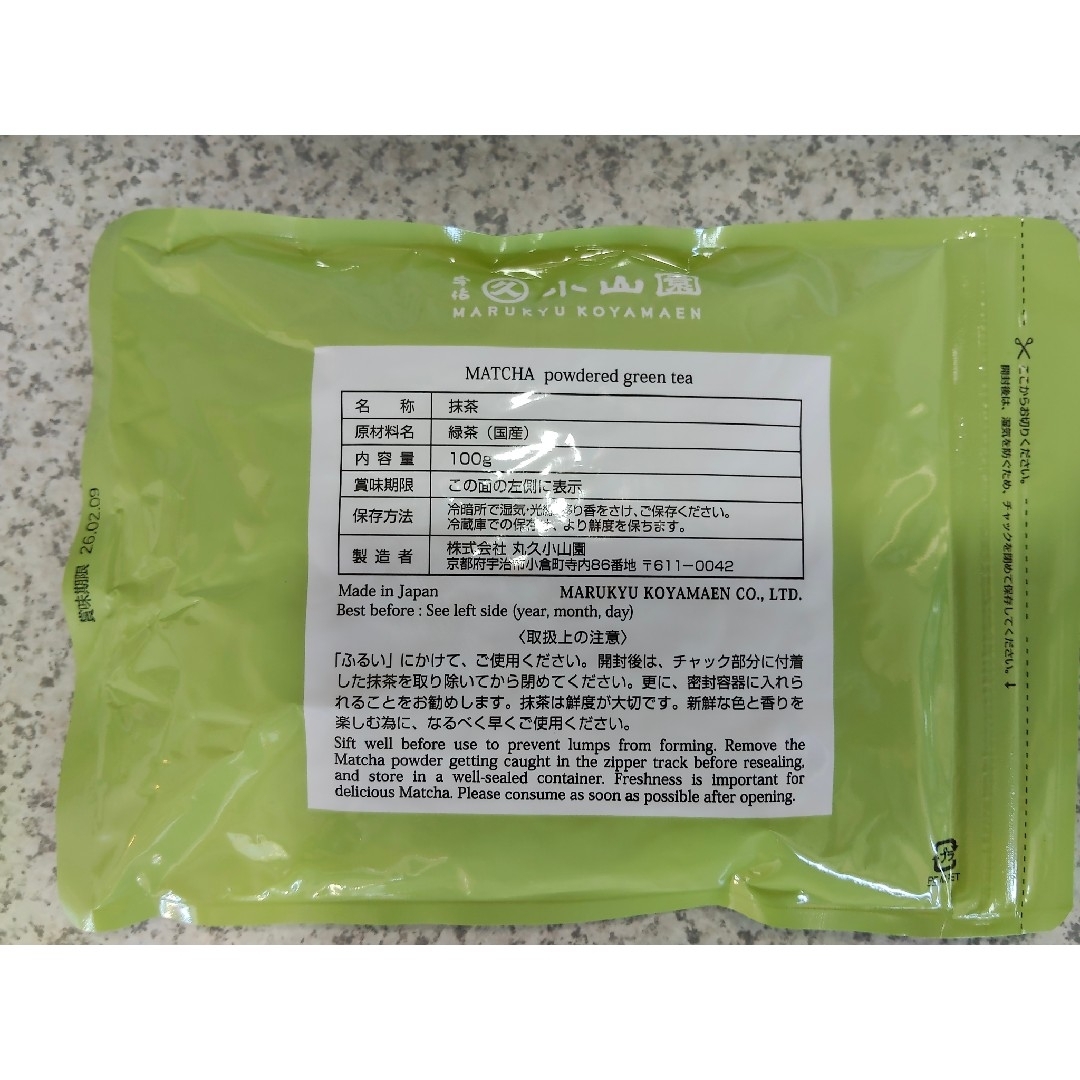 宇治 久小山園
MARUKYU KOYAMAEN
MATCHA powdered green tea
名 称 抹茶
原材料名 緑茶（国産）
内容量 100g
賞味期限 この面の左側に表示
保存方法 冷暗所で湿気・光線・移り香をさけ、ご保存ください。
冷蔵庫での保存は、より鮮度を保ちます。
製造者 株式会社 丸久小山園
京都府宇治市小倉町寺内86番地 〒611-0042
Made in Japan MARUKYU KOYAMAEN CO., LTD.
Best before : See left side (year, month, day)
〈取扱上の注意〉
「ふるい」にかけて、ご使用ください。開封後は、チャック部分に付着
した抹茶を取り除いてから閉めてください。更に、密封容器に入れら
れることをお勧めします。抹茶は鮮度が大切です。新鮮な色と香りを
楽しむ為に、なるべく早くご使用ください。
Sift well before use to prevent lumps from forming. Remove the
Matcha powder getting caught in the zipper track before resealing,
and store in a well-sealed container. Freshness is important for
delicious Matcha. Please consume as soon as possible after opening.
賞味期限 26.02.09
ここからお切りください。
開封後は、湿気を防ぐため、チャックを閉めて保存してください。
プラ